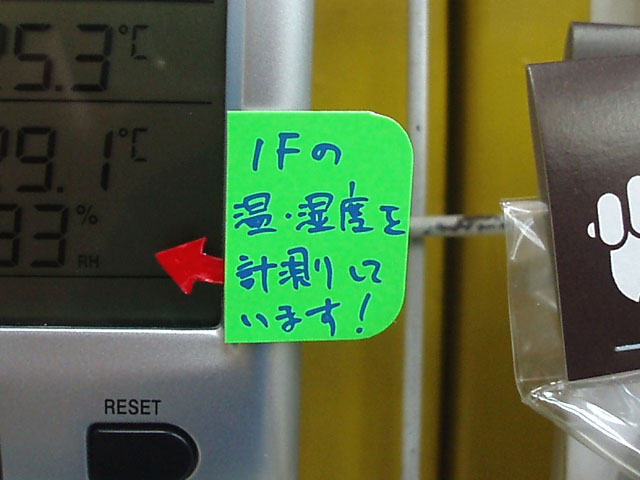 25.3℃
29.1℃
33%
RH
1Fの
温・湿度を
計測して
います!
RESET